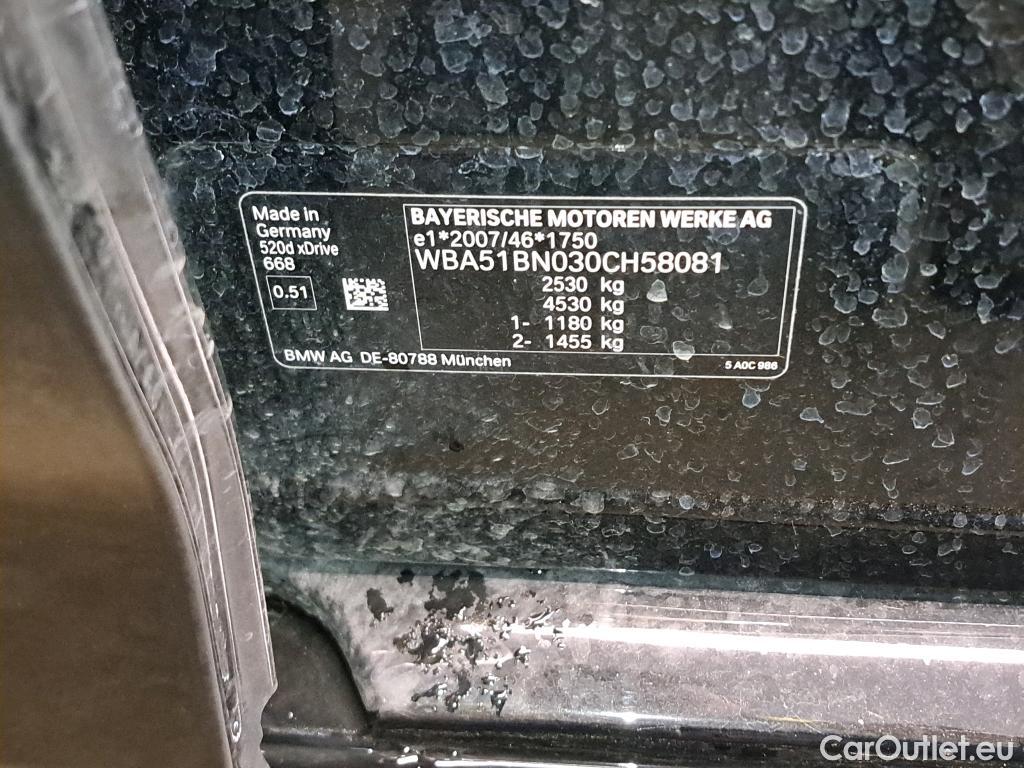 Made in
Germany
520d xDrive
668
0.51
BAYERISCHE MOTOREN WERKE AG
e1*2007/46*1750
WBA51BN030CH58081
2530 kg
4530 kg
1- 1180 kg
2- 1455 kg
BMW AG DE-80788 München
5 A0C 986
CarOutlet.eu